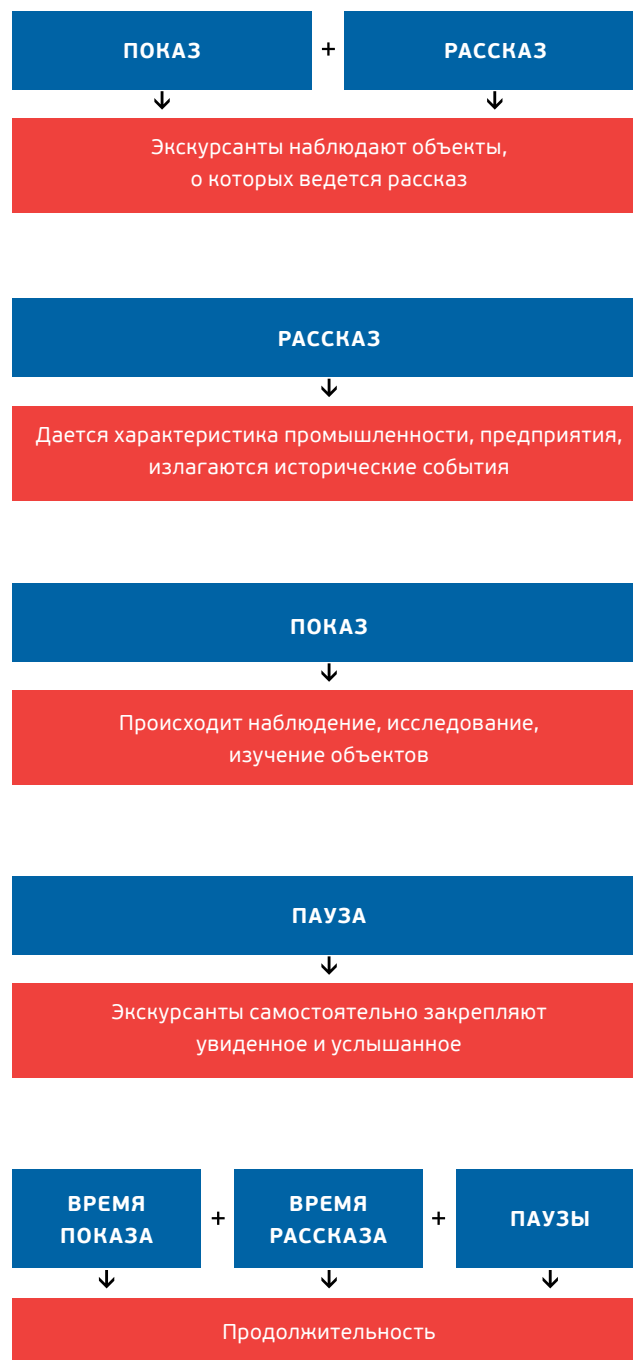 ПОКАЗ + РАССКАЗ
Экскурсанты наблюдают объекты,
о которых ведется рассказ
РАССКАЗ
Дается характеристика промышленности, предприятия,
излагаются исторические события
ПОКАЗ
Происходит наблюдение, исследование,
изучение объектов
ПАУЗА
Экскурсанты самостоятельно закрепляют
увиденное и услышанное
ВРЕМЯ
ПОКАЗА
+
ВРЕМЯ
РАССКАЗА
+
ПАУЗЫ
Продолжительность